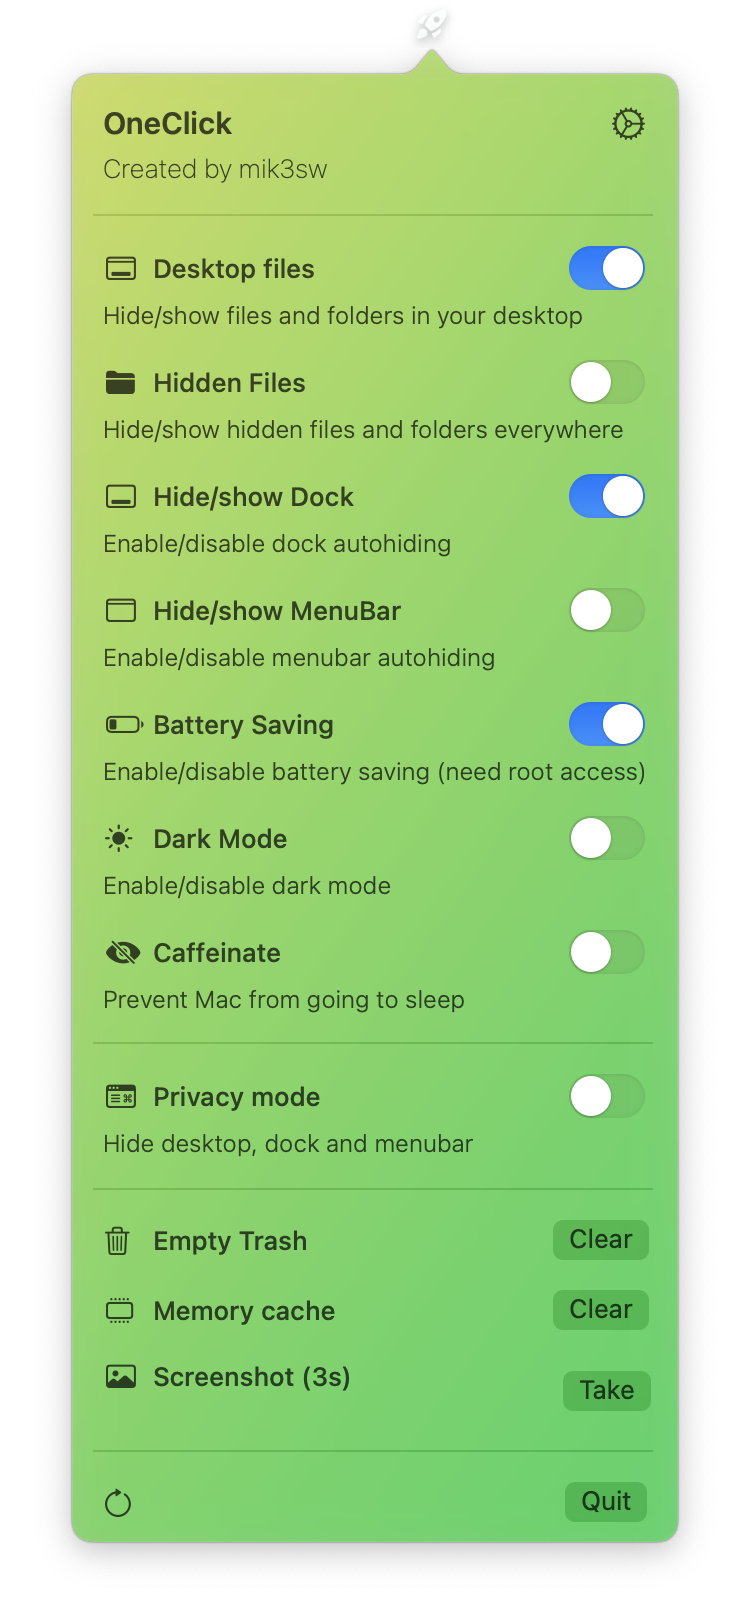 OneClick
Created by mik3sw
Desktop files
Hide/show files and folders in your desktop
Hidden Files
Hide/show hidden files and folders everywhere
Hide/show Dock
Enable/disable dock autohiding
Hide/show MenuBar
Enable/disable menubar autohiding
Battery Saving
Enable/disable battery saving (need root access)
Dark Mode
Enable/disable dark mode
Caffeinate
Prevent Mac from going to sleep
Privacy mode
Hide desktop, dock and menubar
Empty Trash Clear
Memory cache Clear
Screenshot (3s) Take
Quit